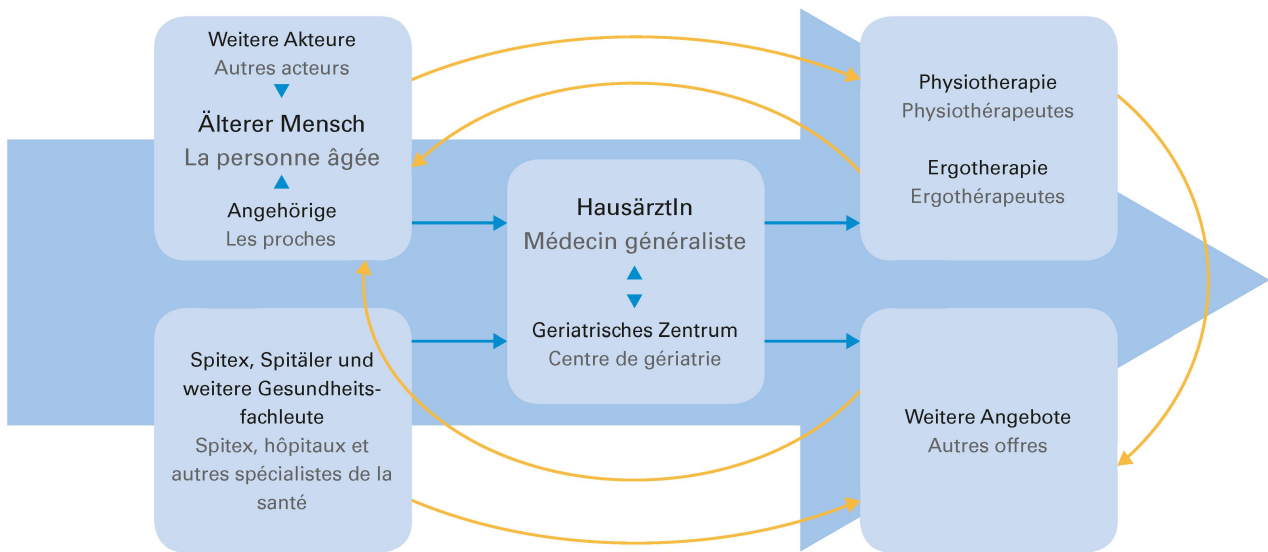 Weitere Akteure
Autres acteurs
Älterer Mensch
La personne âgée
Angehörige
Les proches
Spitex, Spitäler und
weitere Gesundheits-
fachleute
Spitex, hôpitaux et
autres spécialistes de la
santé
HausärztIn
Médecin généraliste
Geriatrisches Zentrum
Centre de gériatrie
Physiotherapie
Physiothérapeutes
Ergotherapie
Ergothérapeutes
Weitere Angebote
Autres offres